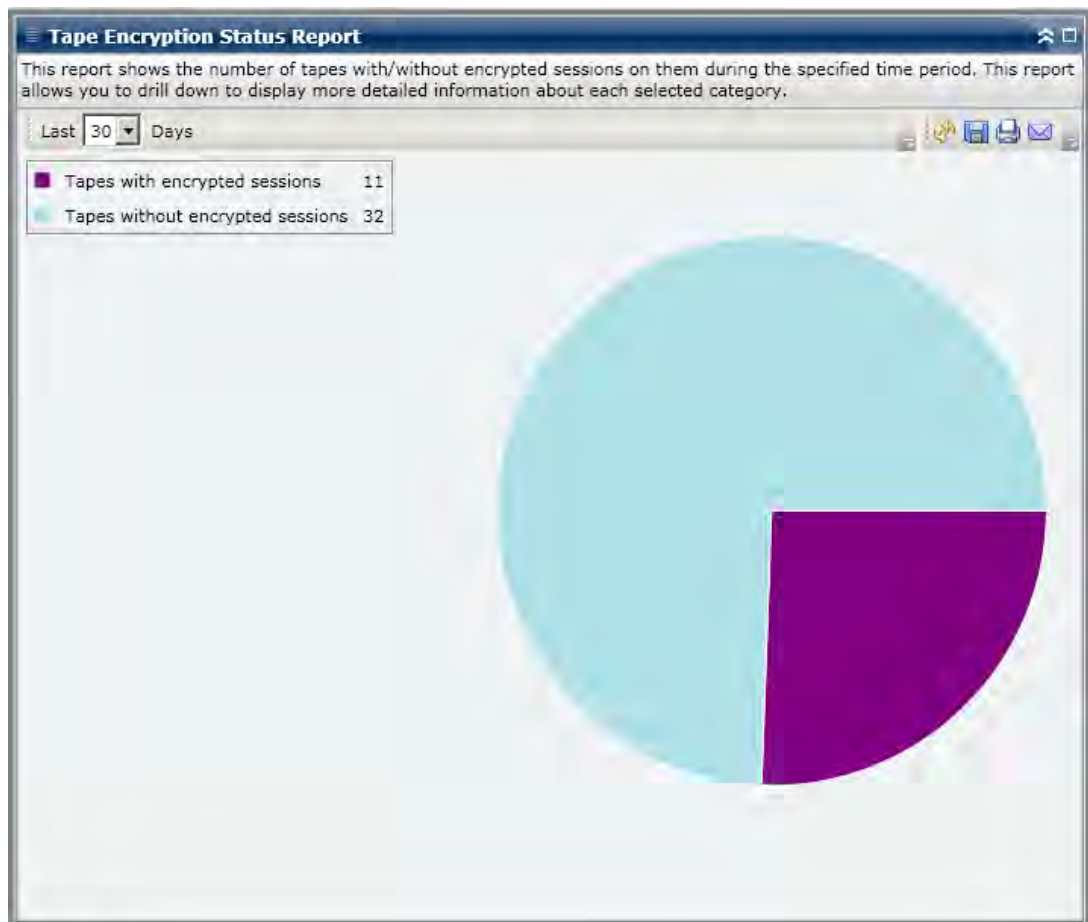 Tape Encryption Status Report
This report shows the number of tapes with/without encrypted sessions on them during the specified time period. This report
allows you to drill down to display more detailed information about each selected category.
Last 30 Days
Tapes with encrypted sessions 11
Tapes without encrypted sessions 32